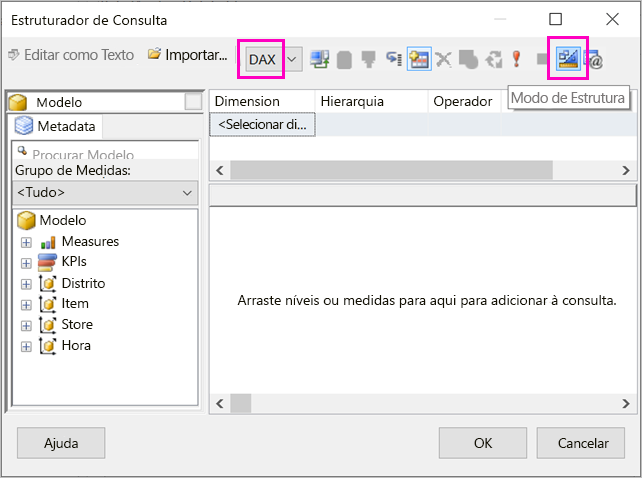 Estruturador de Consulta
Editar como Texto Importar... DAX
Modo de Estrutura
Modelo
Metadata
Procurar Modelo
Grupo de Medidas:
<Tudo>
Modelo
Measures
KPIs
Distrito
Item
Store
Hora
Dimension Hierarquia Operador
<Selecionar di...
Arraste níveis ou medidas para aqui para adicionar à consulta.
Ajuda OK Cancelar